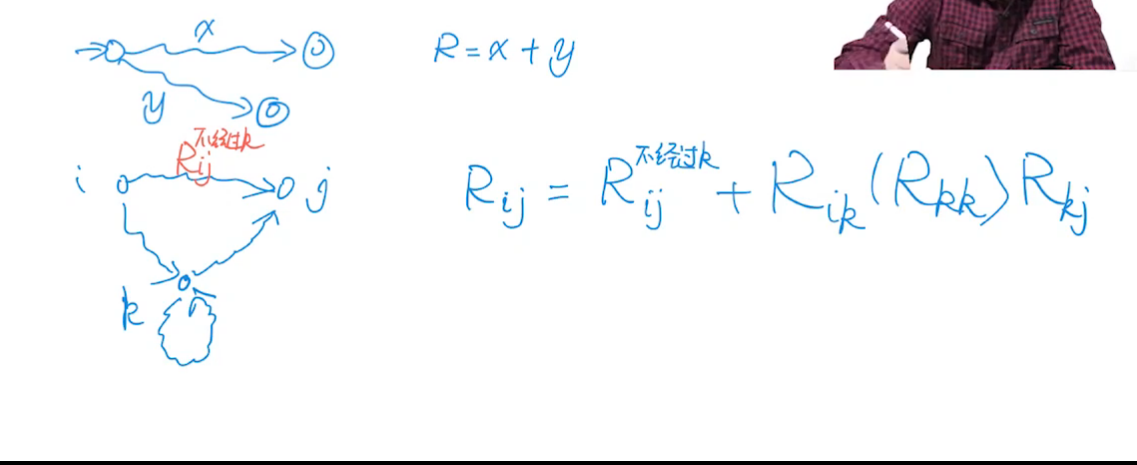 x
R=x+y
y
R_{ij}^{不经过k}
i
j
R_{ij} = R_{ij}^{不经过k} + R_{ik}(R_{kk})R_{kj}
k